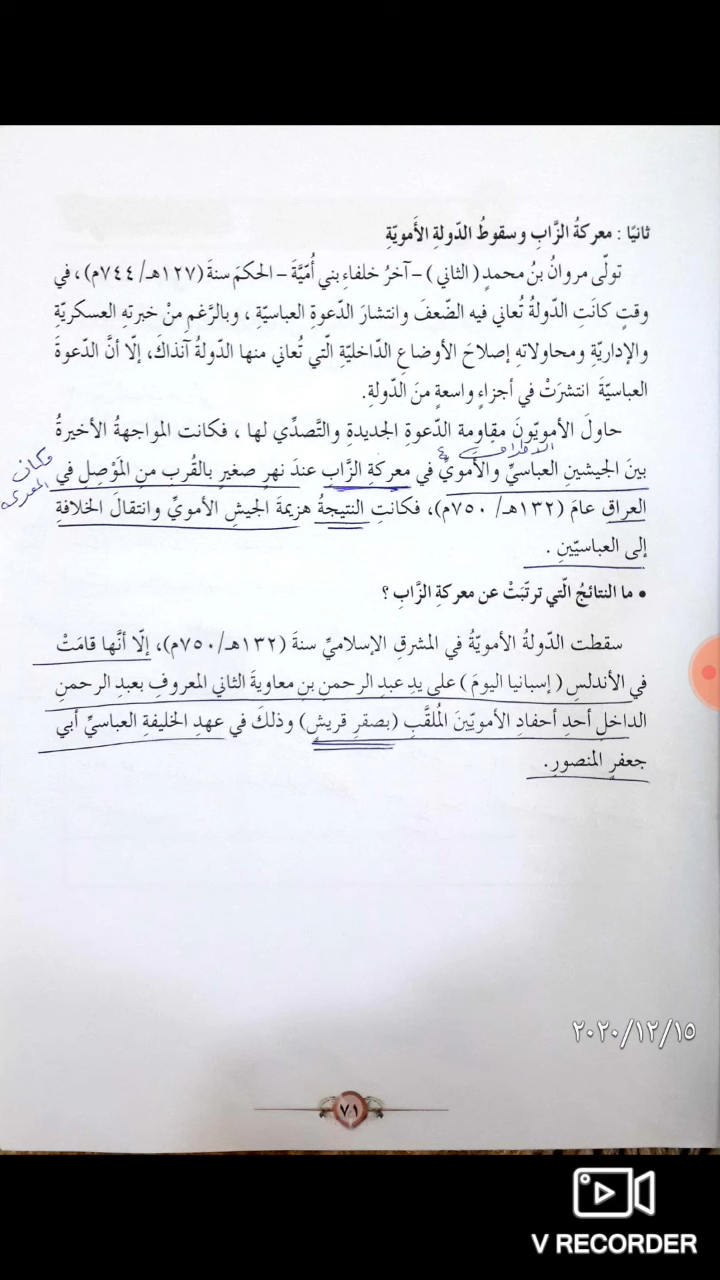 ثانيًا : معركةُ الزَّابِ وسقوطُ الدّولةِ الأمويّةِ
تولّى مروانُ بنُ محمدٍ ( الثاني ) – آخرُ خلفاءِ بني أُمَيَّةَ – الحكمَ سنةَ (١٢٧هـ/ ٧٤٤م) ، في
وقتٍ كانَتِ الدّولةُ تُعاني فيه الضّعفَ وانتشارَ الدّعوةِ العباسيّةِ ، وبالرَّغمِ منْ خبرتهِ العسكريّةِ
والإداريّةِ ومحاولاتهِ إصلاحَ الأوضاعِ الدّاخليّةِ الّتي تُعاني منها الدولةُ آنذاكَ، إلا أنَّ الدّعوةَ
العباسيّةَ انتشرَتْ في أجزاءٍ واسعةٍ منَ الدّولةِ.
حاولَ الأمويّونَ مقاومةَ الدّعوةِ الجديدةِ والتَّصدِّي لها ، فكانت المواجهةُ الأخيرةُ
الاطراف
مكان المعركة
بينَ الجيشينِ العباسيِّ والأمويِّ في معركةِ الزَّابِ عندَ نهرٍ صغيرٍ بالقُربِ منِ المَوْصِلِ في
العراقِ عامَ (١٣٢هـ/ ٧٥٠م)، فكانتِ النتيجةُ هزيمةَ الجيشِ الأمويِّ وانتقالَ الخلافةِ
إلى العباسيّينِ .
• ما النتائجُ الّتي ترتّبَتْ عن معركةِ الزَّابِ ؟
سقطت الدّولةُ الأمويّةُ في المشرقِ الإسلاميِّ سنةَ (١٣٢هـ/٧٥٠م)، إلّا أنَّها قامَتْ
في الأندلسِ ( إسبانيا اليومَ ) على يدِ عبدِ الرحمنِ بنِ معاويةَ الثاني المعروفِ بعبدِ الرحمنِ
الداخلِ أحدِ أحفادِ الأمويّينَ المُلقَّبِ (بصقرِ قريشٍ) وذلكَ في عهدِ الخليفةِ العباسيِّ أبي
جعفرٍ المنصورِ.
٢٠٢٠/١٢/١٥
٧١
V RECORDER